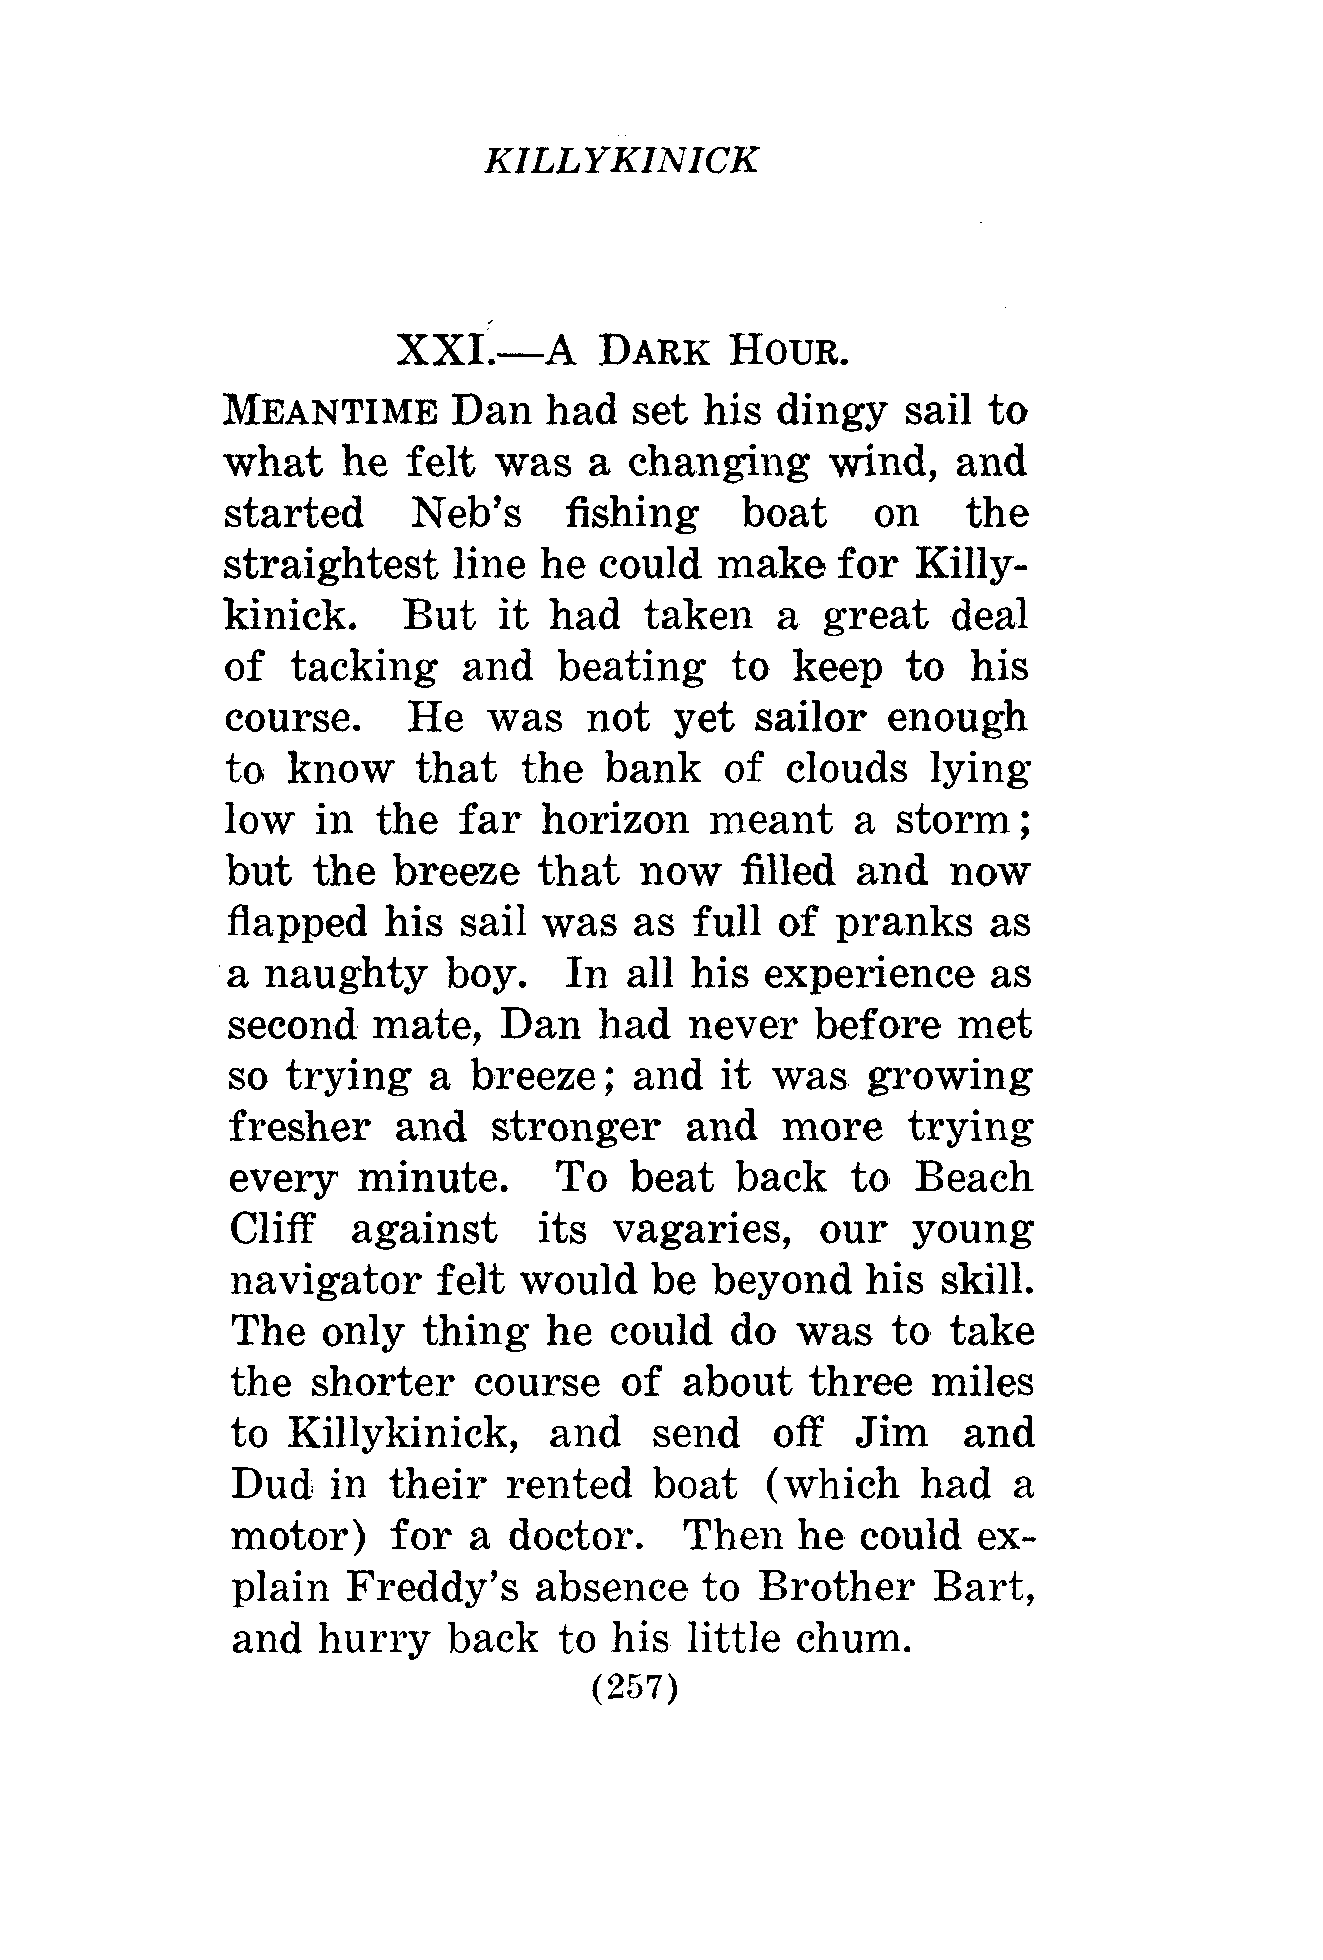 KILLYKINICK
XXI.—A DARK HOUR.
MEANTIME Dan had set his dingy sail to
what he felt was a changing wind, and
started Neb's fishing boat on the
straightest line he could make for Killy-
kinick. But it had taken a great deal
of tacking and beating to keep to his
course. He was not yet sailor enough
to know that the bank of clouds lying
low in the far horizon meant a storm;
but the breeze that now filled and now
flapped his sail was as full of pranks as
a naughty boy. In all his experience as
second mate, Dan had never before met
so trying a breeze; and it was growing
fresher and stronger and more trying
every minute. To beat back to Beach
Cliff against its vagaries, our young
navigator felt would be beyond his skill.
The only thing he could do was to take
the shorter course of about three miles
to Killykinick, and send off Jim and
Dud in their rented boat (which had a
motor) for a doctor. Then he could ex-
plain Freddy's absence to Brother Bart,
and hurry back to his little chum.
(257)